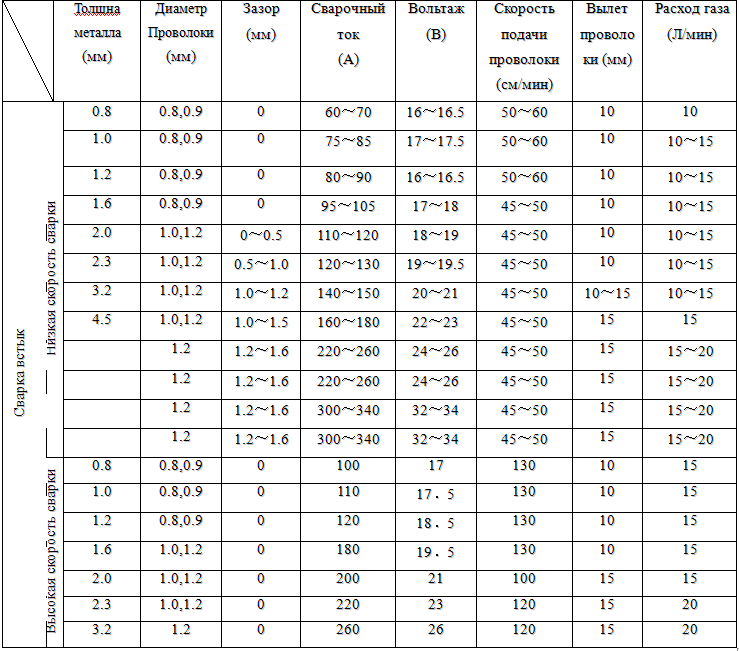 Толщна металла (мм) Диаметр Проволоки (мм) Зазор (мм) Сварочный ток (А) Вольтаж (В) Скорость подачи проволоки (см/мин) Вылет проволо ки (мм) Расход газа (Л/мин)
Сварка встык
Низкая скорость сварки
0.8 0.8,0.9 0 60～70 16～16.5 50～60 10 10
1.0 0.8,0.9 0 75～85 17～17.5 50～60 10 10～15
1.2 0.8,0.9 0 80～90 16～16.5 50～60 10 10～15
1.6 0.8,0.9 0 95～105 17～18 45～50 10 10～15
2.0 1.0,1.2 0～0.5 110～120 18～19 45～50 10 10～15
2.3 1.0,1.2 0.5～1.0 120～130 19～19.5 45～50 10 10～15
3.2 1.0,1.2 1.0～1.2 140～150 20～21 45～50 10～15 10～15
4.5 1.0,1.2 1.0～1.5 160～180 22～23 45～50 15 15
1.2 1.2～1.6 220～260 24～26 45～50 15 15～20
1.2 1.2～1.6 220～260 24～26 45～50 15 15～20
1.2 1.2～1.6 300～340 32～34 45～50 15 15～20
1.2 1.2～1.6 300～340 32～34 45～50 15 15～20
Высокая скорость сварки
0.8 0.8,0.9 0 100 17 130 10 15
1.0 0.8,0.9 0 110 17．5 130 10 15
1.2 0.8,0.9 0 120 18．5 130 10 15
1.6 1.0,1.2 0 180 19．5 130 10 15
2.0 1.0,1.2 0 200 21 100 15 15
2.3 1.0,1.2 0 220 23 120 15 20
3.2 1.2 0 260 26 120 15 20